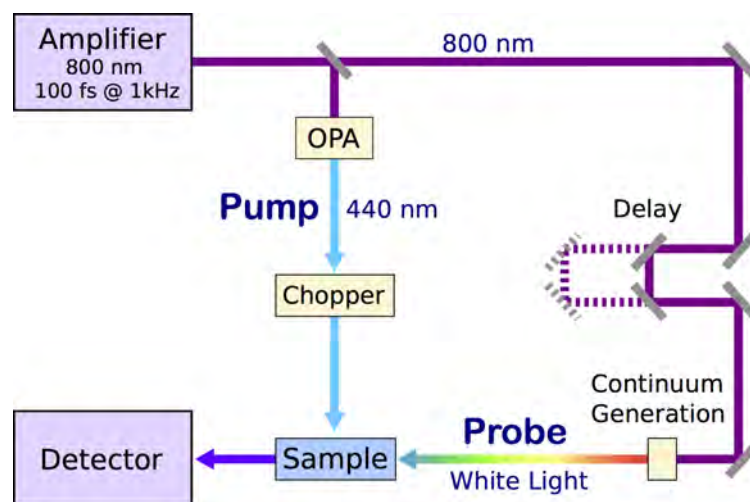 Amplifier
800 nm
100 fs @ 1kHz
800 nm
OPA
Pump
440 nm
Delay
Chopper
Continuum
Generation
Probe
White Light
Sample
Detector